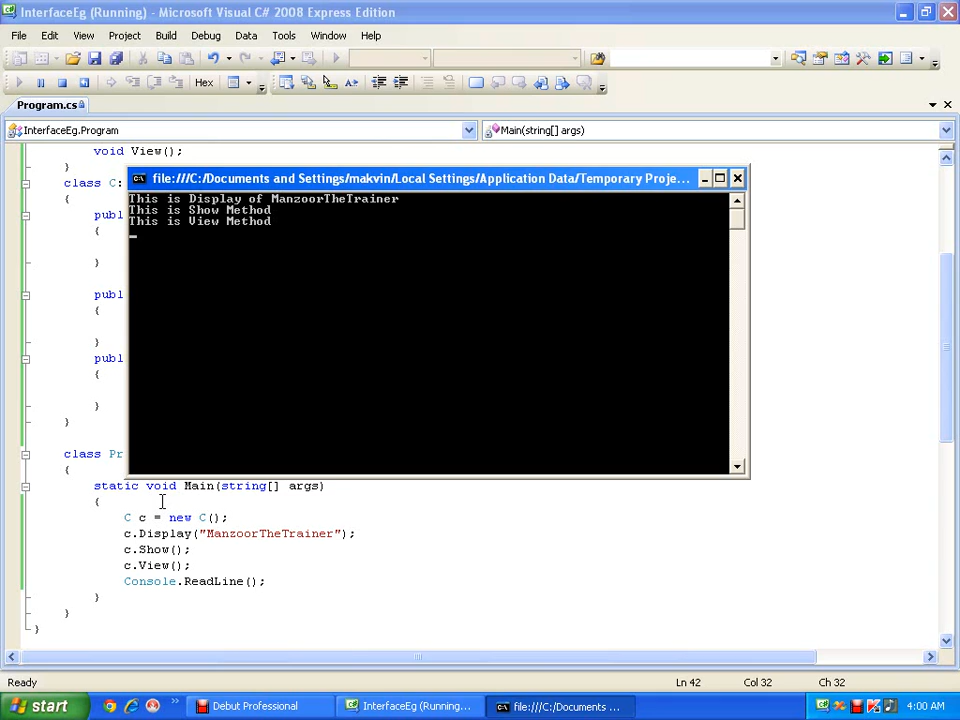 InterfaceEg (Running) - Microsoft Visual C# 2008 Express Edition
File Edit View Project Build Debug Data Tools Window Help
Hex
Program.cs
InterfaceEg.Program
Main(string[] args)
void View();
}
class C:
{
publ
{
}
publ
{
}
publ
{
}
}
class Pr
{
static void Main(string[] args)
{
C c = new C();
c.Display("ManzoorTheTrainer");
c.Show();
c.View();
Console.ReadLine();
}
}
}
file:///C:/Documents and Settings/makvin/Local Settings/Application Data/Temporary Proje...
This is Display of ManzoorTheTrainer
This is Show Method
This is View Method
Ready Ln 42 Col 32 Ch 32
start Debut Professional InterfaceEg (Running... file:///C:/Documents ... 4:00 AM